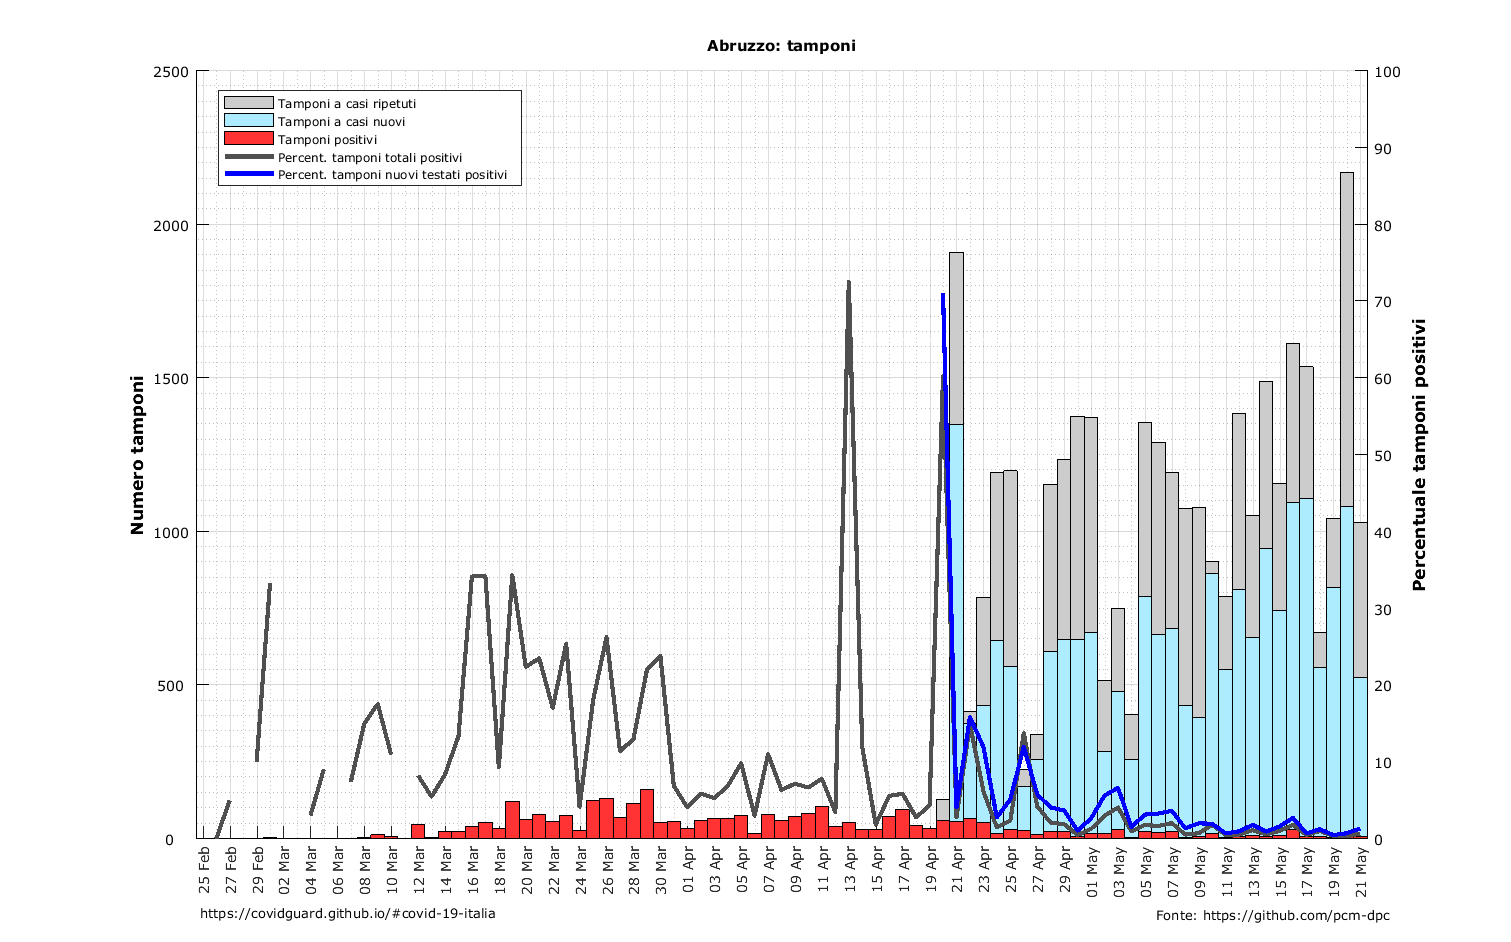 Abruzzo: tamponi
Tamponi a casi ripetuti
Tamponi a casi nuovi
Tamponi positivi
Percent. tamponi totali positivi
Percent. tamponi nuovi testati positivi
Numero tamponi
2500
2000
1500
1000
500
0
Percentuale tamponi positivi
100
90
80
70
60
50
40
30
20
10
0
25 Feb
27 Feb
29 Feb
02 Mar
04 Mar
06 Mar
08 Mar
10 Mar
12 Mar
14 Mar
16 Mar
18 Mar
20 Mar
22 Mar
24 Mar
26 Mar
28 Mar
30 Mar
01 Apr
03 Apr
05 Apr
07 Apr
09 Apr
11 Apr
13 Apr
15 Apr
17 Apr
19 Apr
21 Apr
23 Apr
25 Apr
27 Apr
29 Apr
01 May
03 May
05 May
07 May
09 May
11 May
13 May
15 May
17 May
19 May
21 May
https://covidguard.github.io/#covid-19-italia
Fonte: https://github.com/pcm-dpc